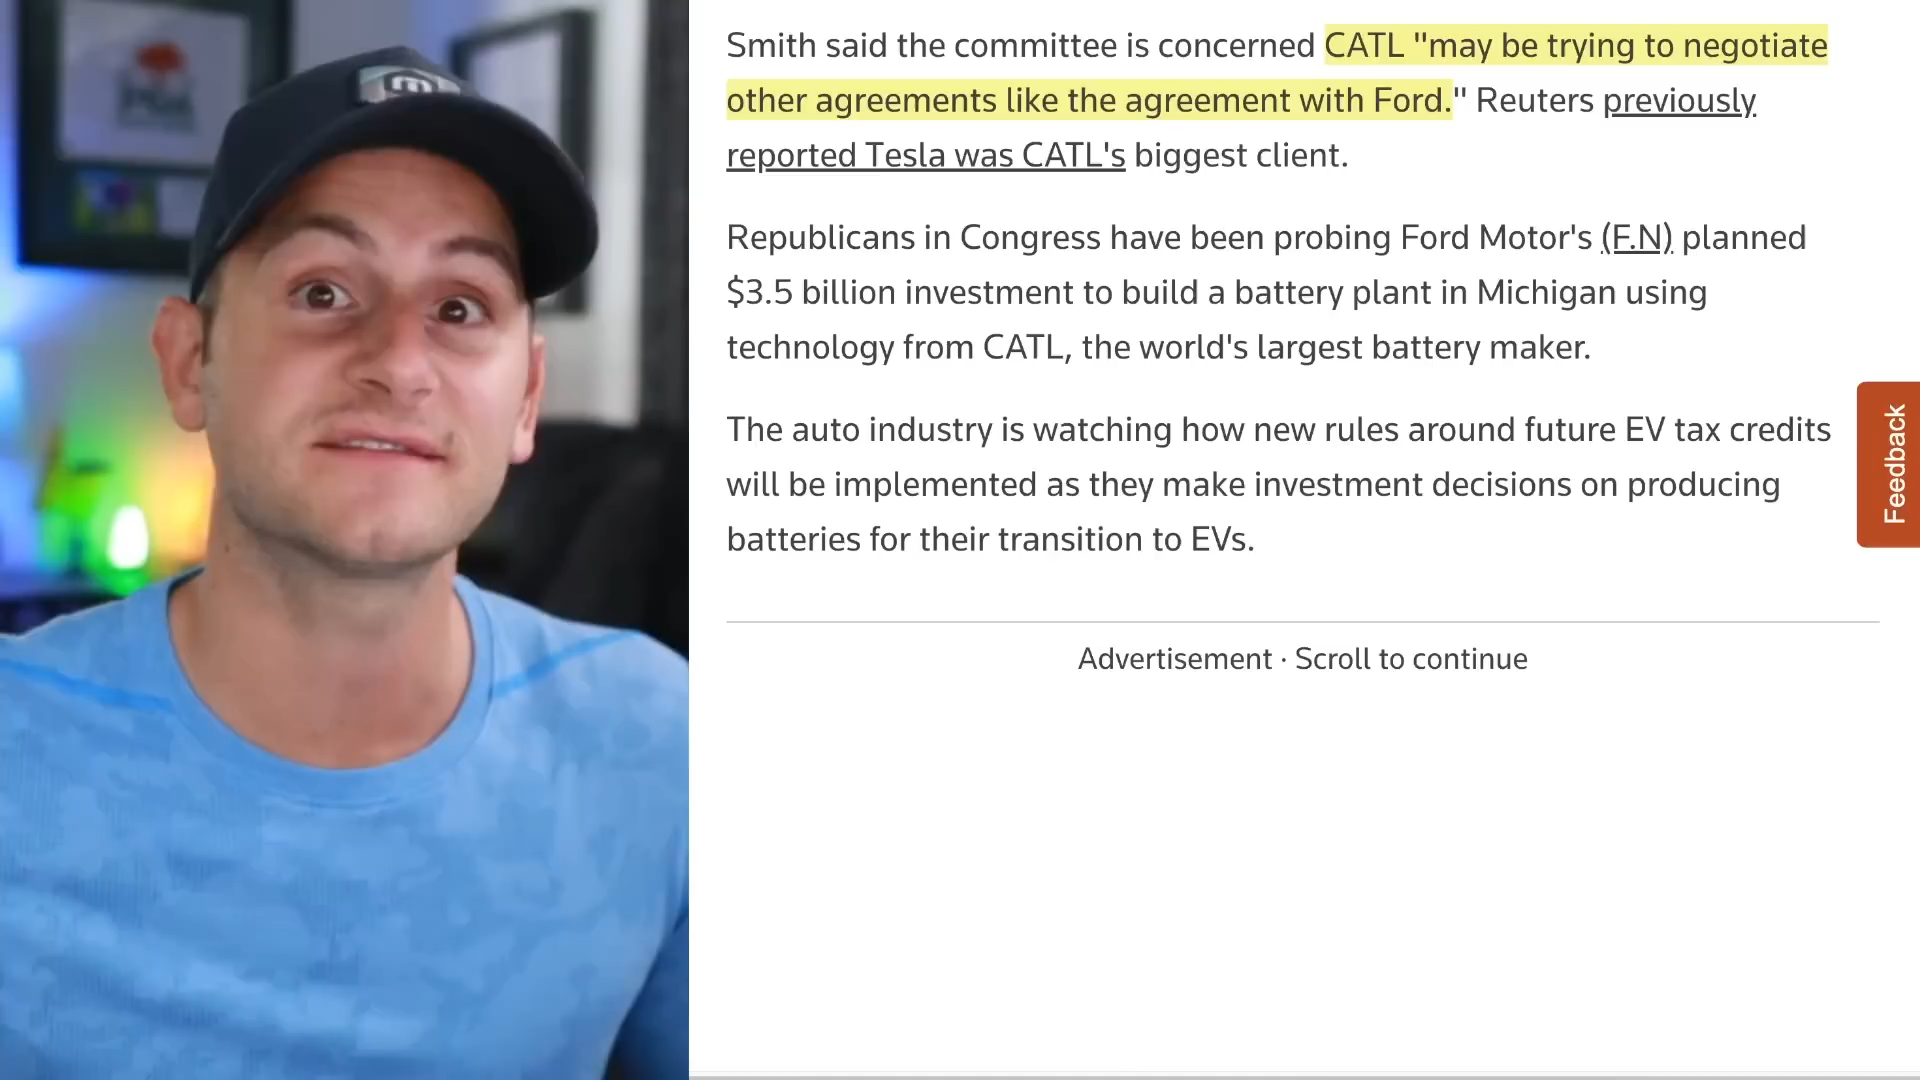 Smith said the committee is concerned CATL "may be trying to negotiate
other agreements like the agreement with Ford." Reuters previously
reported Tesla was CATL's biggest client.
Republicans in Congress have been probing Ford Motor's (F.N) planned
$3.5 billion investment to build a battery plant in Michigan using
technology from CATL, the world's largest battery maker.
The auto industry is watching how new rules around future EV tax credits
will be implemented as they make investment decisions on producing
batteries for their transition to EVs.
Feedback
Advertisement · Scroll to continue